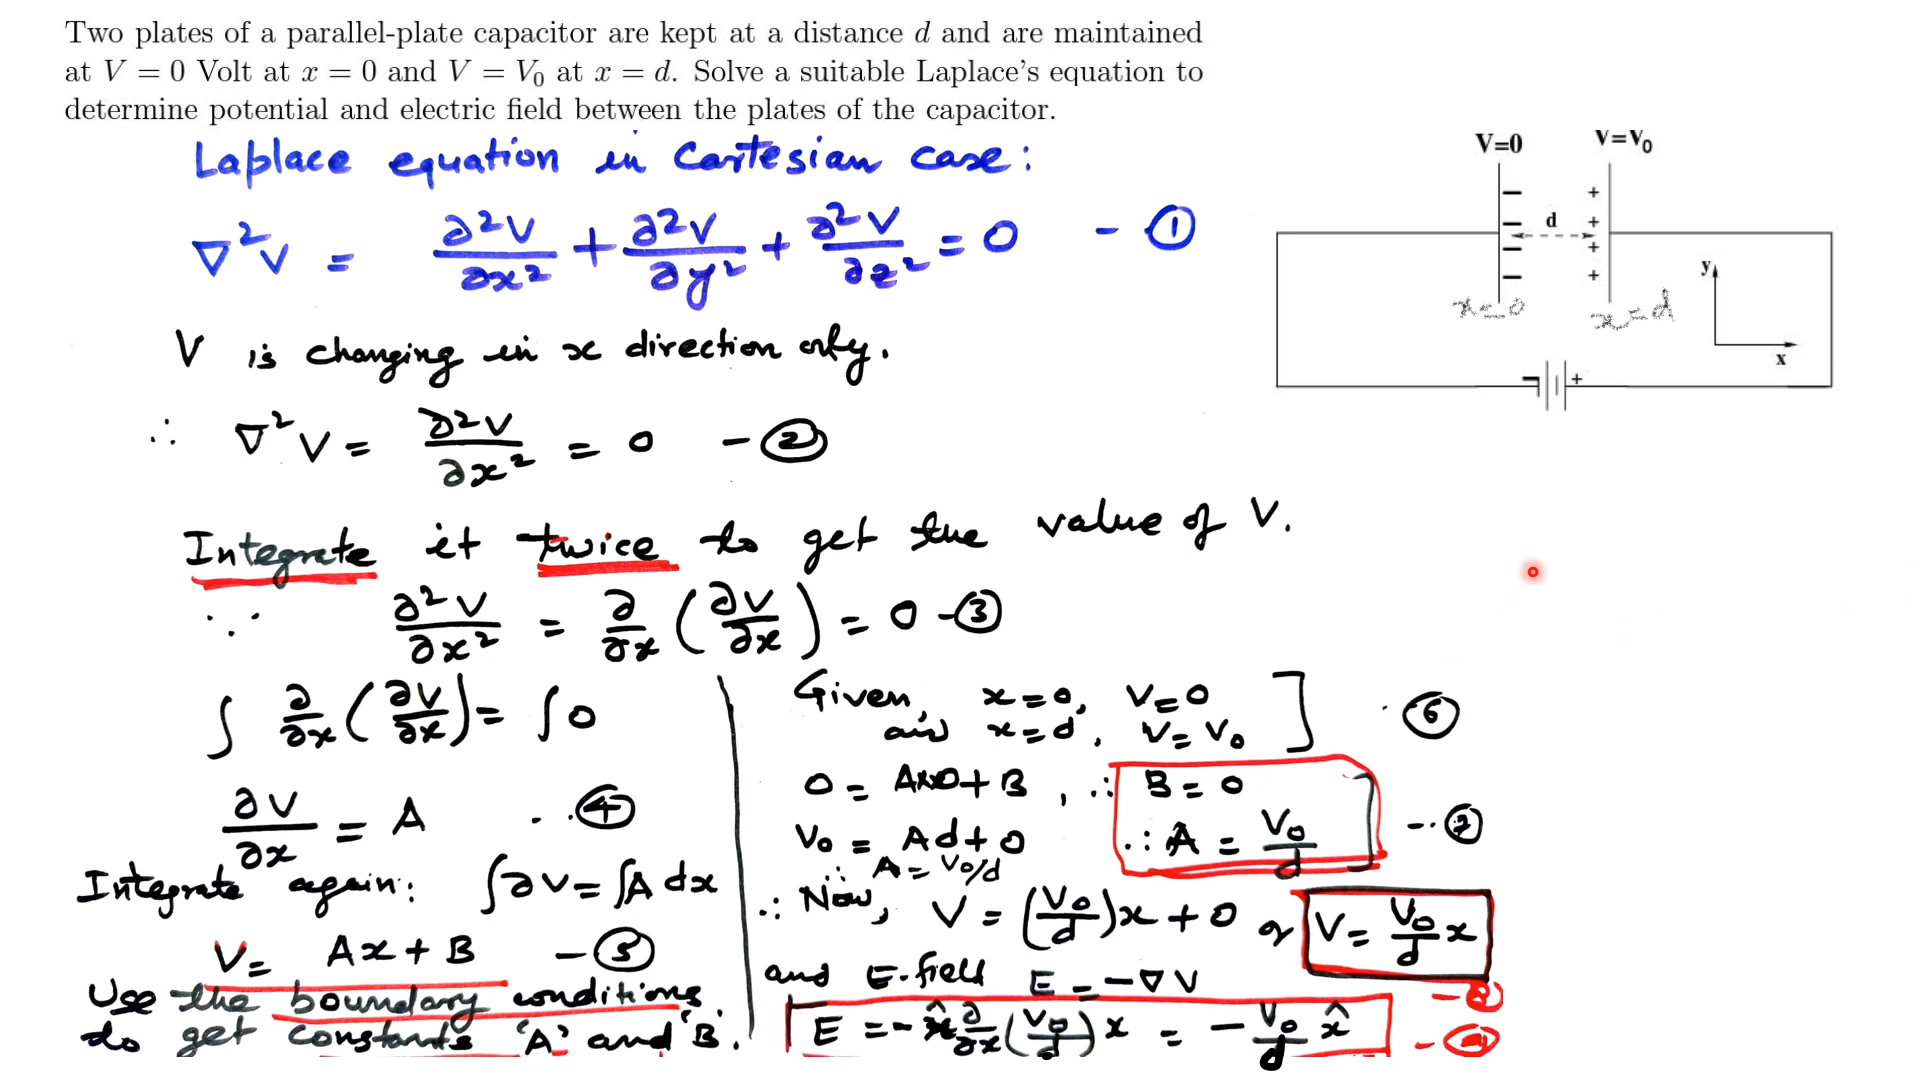 Two plates of a parallel-plate capacitor are kept at a distance d and are maintained
at V = 0 Volt at x = 0 and V = V₀ at x = d. Solve a suitable Laplace's equation to
determine potential and electric field between the plates of the capacitor.
Laplace equation in Cartesian case:
∇²V = ∂²V/∂x² + ∂²V/∂y² + ∂²V/∂z² = 0 - ①
V is changing in x direction only.
∴ ∇²V = ∂²V/∂x² = 0 - ②
Integrate it twice to get the value of V.
∵ ∂²V/∂x² = ∂/∂x (∂V/∂x) = 0 - ③
∫ ∂/∂x (∂V/∂x) = ∫0
∂V/∂x = A - - ④
Integrate again: ∫∂V = ∫A dx
V = Ax + B - ⑤
Use the boundary conditions
to get constants 'A' and 'B'.
Given, x=0, V=0
and x=d, V=V₀ ] - ⑥
0 = A×0+B, ∴ B = 0
V₀ = Ad+0 ∴ A = V₀/d - - ⑦
∴ A = V₀/d
∴ Now, V = (V₀/d)x + 0 or V = V₀/d x
and E-field E = -∇V - ⑧
E = - x̂ ∂/∂x (V₀/d) x = - V₀/d x̂ -
V=0 V=V₀
d
x=0 x=d
y
x
+